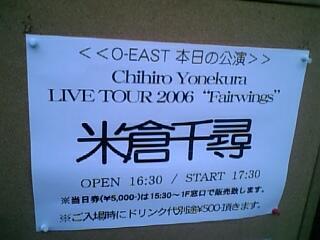 <<O-EAST 本日の公演>>
Chihiro Yonekura
LIVE TOUR 2006 “Fairwings”
米倉千尋
OPEN 16:30 / START 17:30
※当日券(¥5,000-)は15:30～1F窓口で販売致します。
※ご入場時にドリンク代別途¥500-頂きます。